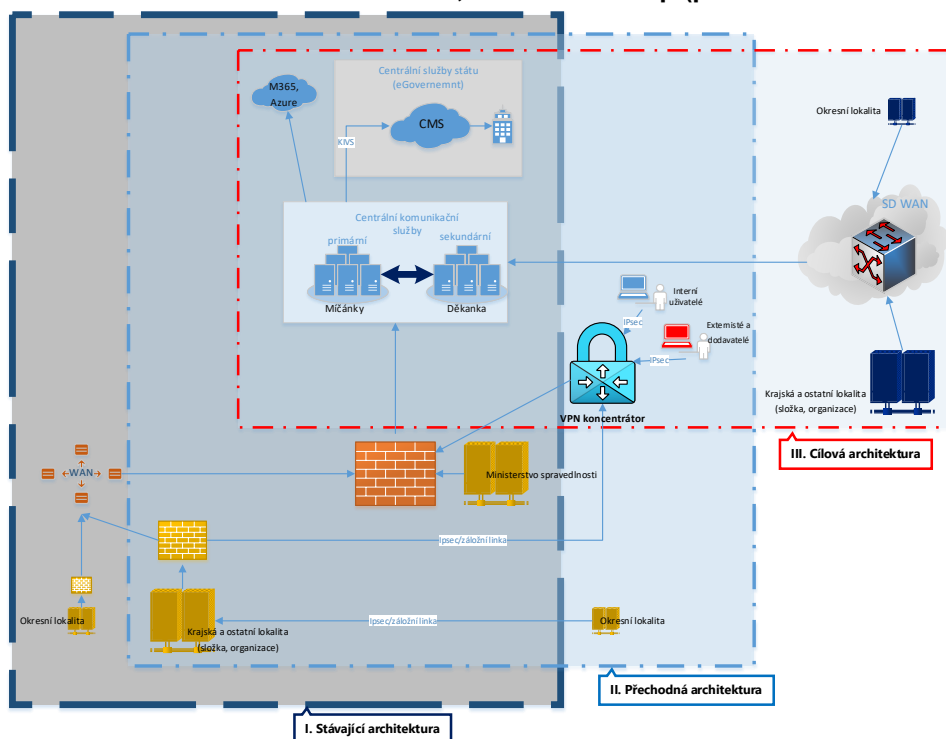 Centrální služby státu
(eGovernemnt)
M365,
Azure
CMS
KIVS
Okresní lokalita
SD WAN
Centrální komunikační
služby
primární
sekundární
Míčánky
Děkanka
Interní
uživatelé
IPsec
Externisté a
dodavatelé
IPsec
VPN koncentrátor
Krajská a ostatní lokalita
(složka, organizace)
III. Cílová architektura
WAN
Ministerstvo spravedlnosti
Ipsec/záložní linka
Okresní lokalita
Ipsec/záložní linka
Okresní lokalita
Krajská a ostatní lokalita
(složka, organizace)
II. Přechodná architektura
I. Stávající architektura